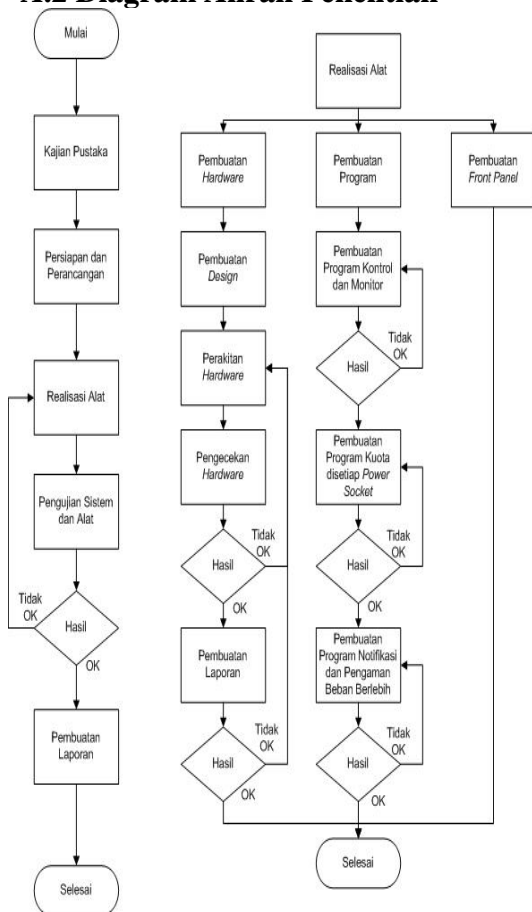 A.2 Diagram Aliran Penelitian
Mulai
Kajian Pustaka
Persiapan dan
Perancangan
Realisasi Alat
Pengujian Sistem
dan Alat
Tidak
OK
Hasil
OK
Pembuatan
Laporan
Selesai
Realisasi Alat
Pembuatan
Hardware
Pembuatan
Design
Perakitan
Hardware
Pengecekan
Hardware
Tidak
OK
Hasil
OK
Pembuatan
Laporan
Tidak
OK
Hasil
OK
Pembuatan
Program
Pembuatan
Program Kontrol
dan Monitor
Tidak
OK
Hasil
Pembuatan
Program Kuota
disetiap Power
Socket
Tidak
OK
Hasil
OK
Pembuatan
Program Notifikasi
dan Pengaman
Beban Berlebih
Tidak
OK
Hasil
OK
Pembuatan
Front Panel
Selesai